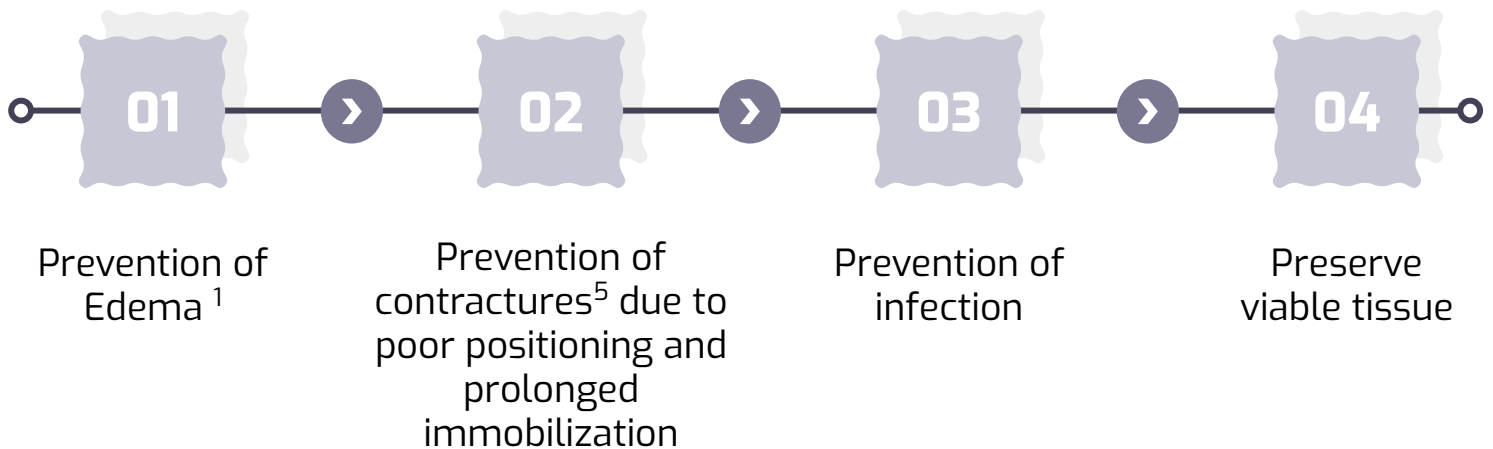 01
02
03
04
Prevention of
Edema ¹
Prevention of
contractures⁵ due to
poor positioning and
prolonged
immobilization
Prevention of
infection
Preserve
viable tissue